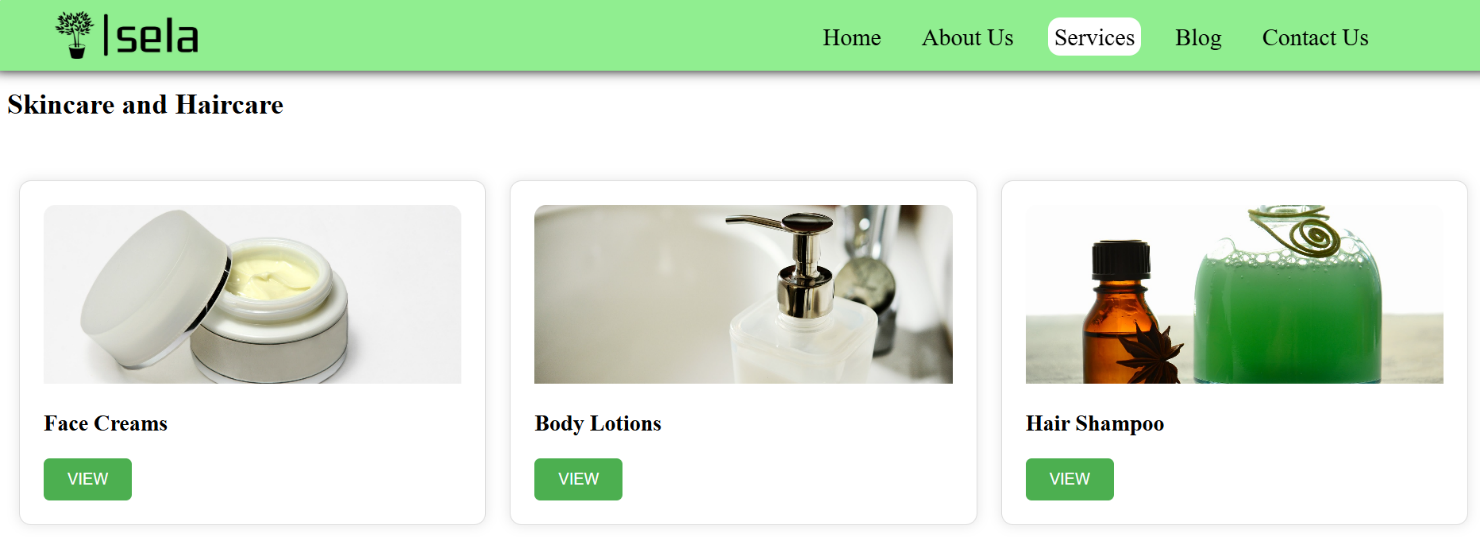 sela
Home About Us Services Blog Contact Us
Skincare and Haircare
Face Creams Body Lotions Hair Shampoo
VIEW VIEW VIEW